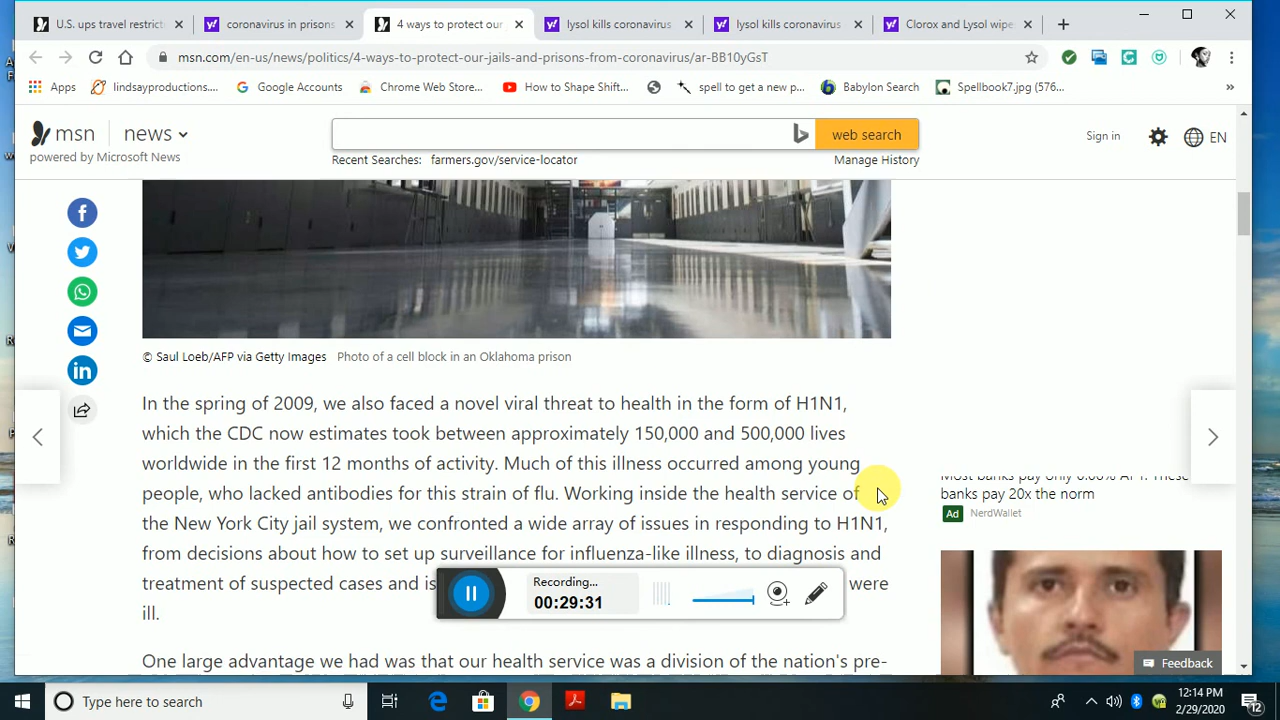 U.S. ups travel restrict
coronavirus in prisons
4 ways to protect our
lysol kills coronavirus
lysol kills coronavirus
Clorox and Lysol wipe
msn.com/en-us/news/politics/4-ways-to-protect-our-jails-and-prisons-from-coronavirus/ar-BB10yGsT
Apps
lindsayproductions....
Google Accounts
Chrome Web Store...
How to Shape Shift...
spell to get a new p...
Babylon Search
Spellbook7.jpg (576...
»
msn
news
powered by Microsoft News
web search
Sign in
EN
Recent Searches: farmers.gov/service-locator
Manage History
© Saul Loeb/AFP via Getty Images Photo of a cell block in an Oklahoma prison
In the spring of 2009, we also faced a novel viral threat to health in the form of H1N1,
which the CDC now estimates took between approximately 150,000 and 500,000 lives
worldwide in the first 12 months of activity. Much of this illness occurred among young
people, who lacked antibodies for this strain of flu. Working inside the health service of
the New York City jail system, we confronted a wide array of issues in responding to H1N1,
from decisions about how to set up surveillance for influenza-like illness, to diagnosis and
treatment of suspected cases and is
were
ill.
One large advantage we had was that our health service was a division of the nation's pre-
banks pay 20x the norm
Ad NerdWallet
Recording...
00:29:31
Feedback
Type here to search
12:14 PM
2/29/2020
12